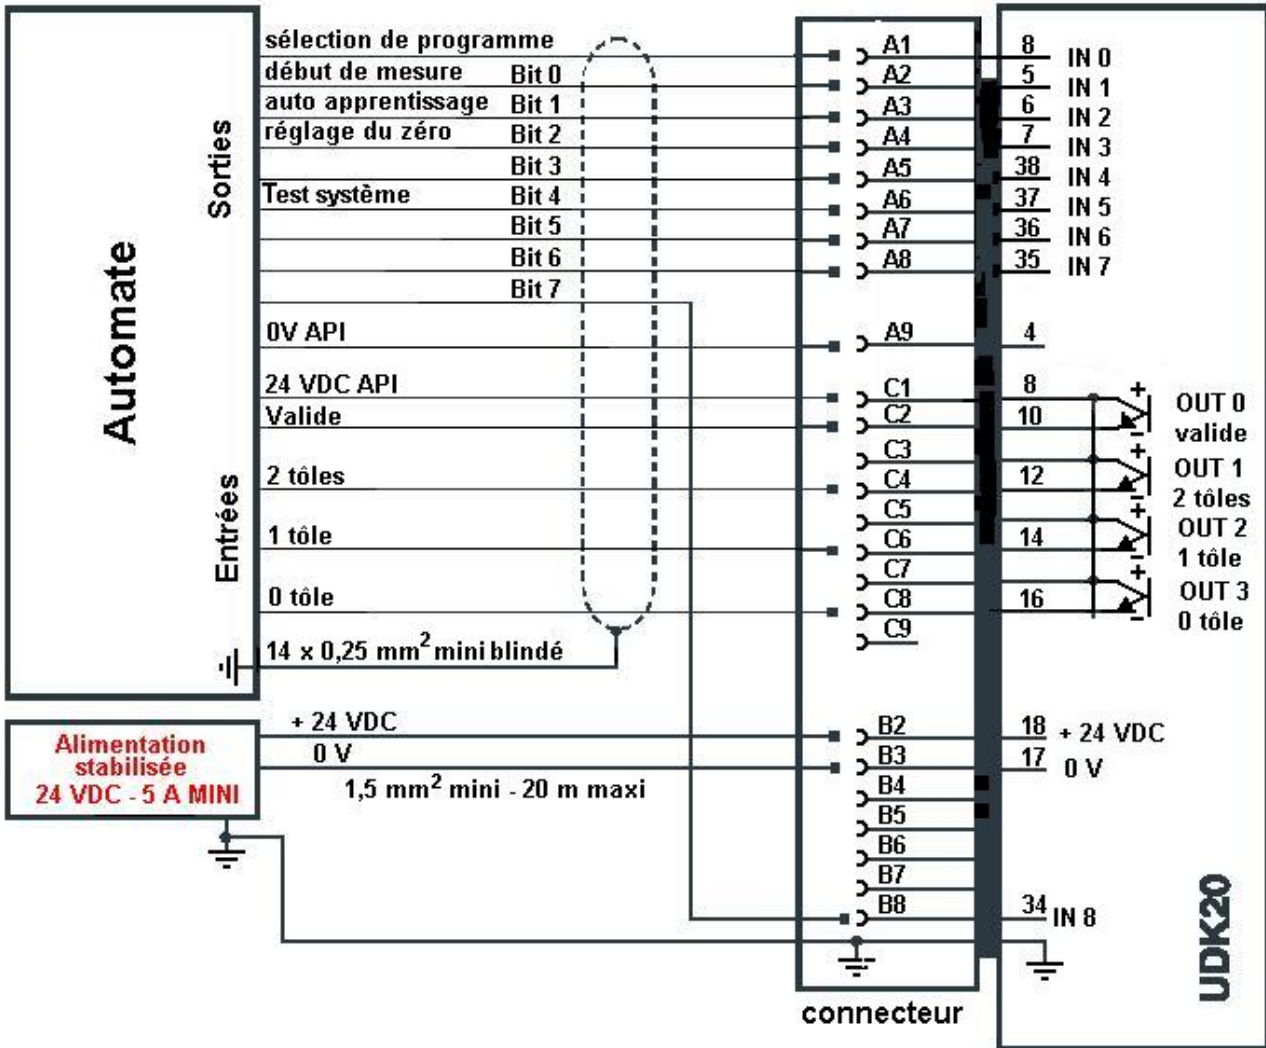 Automate
Sorties
Entrées
sélection de programme
début de mesure Bit 0
auto apprentissage Bit 1
réglage du zéro Bit 2
Bit 3
Test système Bit 4
Bit 5
Bit 6
Bit 7
0V API
24 VDC API
Valide
2 tôles
1 tôle
0 tôle
14 x 0,25 mm² mini blindé
Alimentation
stabilisée
24 VDC - 5 A MINI
+ 24 VDC
0 V
1,5 mm² mini - 20 m maxi
A1 8 IN 0
A2 5 IN 1
A3 6 IN 2
A4 7 IN 3
A5 38 IN 4
A6 37 IN 5
A7 36 IN 6
A8 35 IN 7
A9 4
C1 8 +
C2 10 -
OUT 0
valide
C3 +
C4 12 -
OUT 1
2 tôles
C5 +
C6 14 -
OUT 2
1 tôle
C7 +
C8 16 -
OUT 3
0 tôle
C9
B2 18 + 24 VDC
B3 17 0 V
B4
B5
B6
B7
B8 34 IN 8
connecteur
UDK20